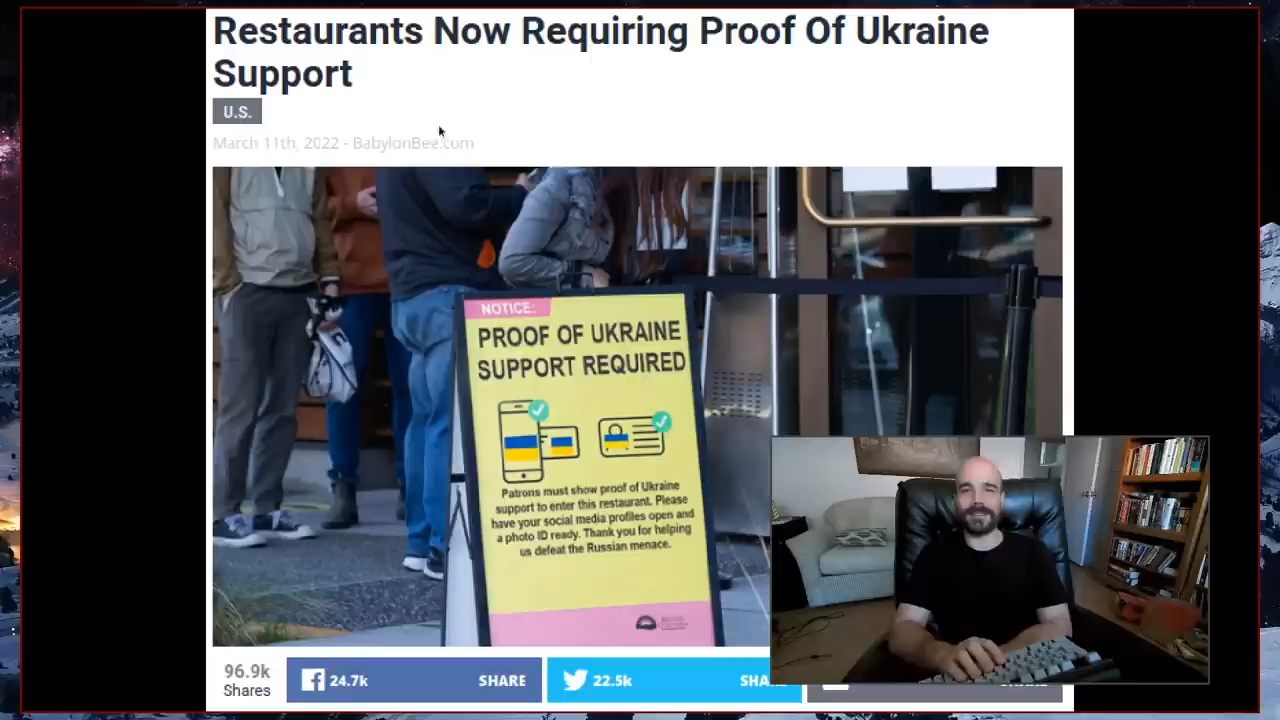 Restaurants Now Requiring Proof Of Ukraine
Support
U.S.
March 11th, 2022 - BabylonBee.com
NOTICE:
PROOF OF UKRAINE
SUPPORT REQUIRED
Patrons must show proof of Ukraine
support to enter this restaurant. Please
have your social media profiles open and
a photo ID ready. Thank you for helping
us defeat the Russian menace.
96.9k
Shares
24.7k
SHARE
22.5k